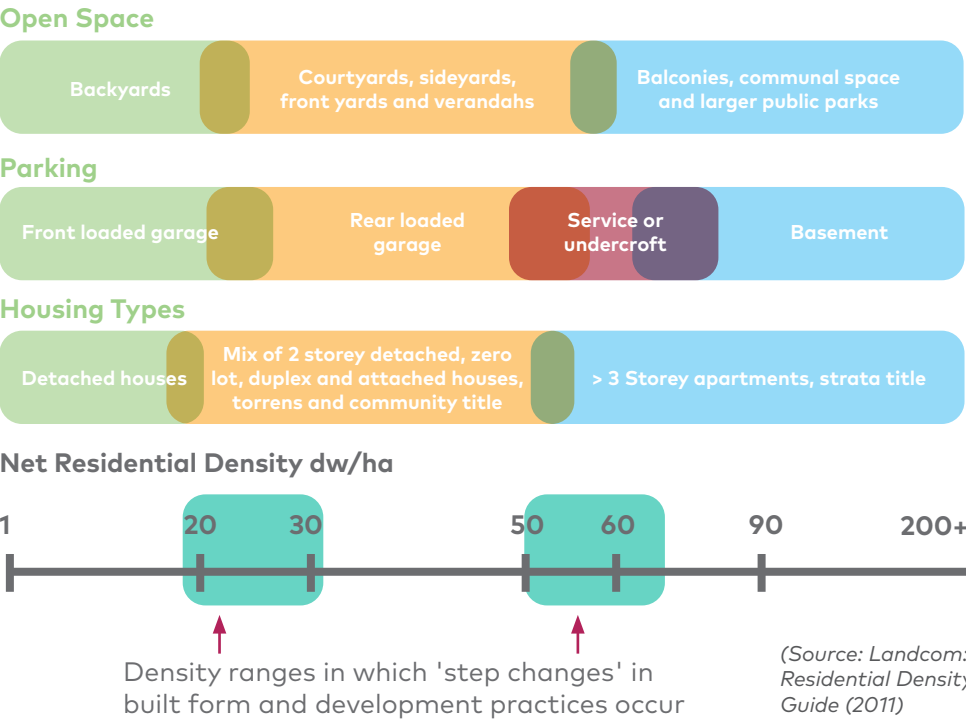 Open Space
Backyards
Courtyards, sideyards,
front yards and verandahs
Balconies, communal space
and larger public parks
Parking
Front loaded garage
Rear loaded
garage
Service or
undercroft
Basement
Housing Types
Detached houses
Mix of 2 storey detached, zero
lot, duplex and attached houses,
torrens and community title
> 3 Storey apartments, strata title
Net Residential Density dw/ha
1 20 30 50 60 90 200+
Density ranges in which 'step changes' in
built form and development practices occur
(Source: Landcom:
Residential Density
Guide (2011)